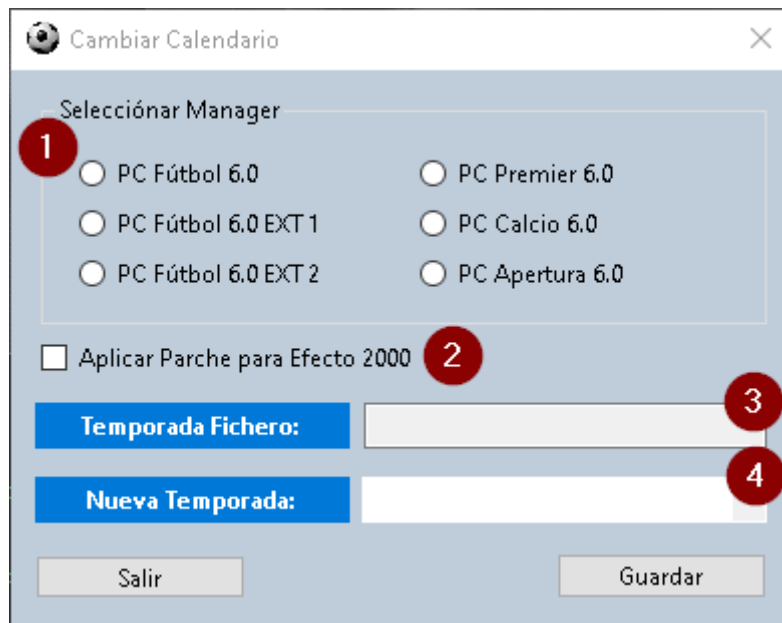 Cambiar Calendario
Selecciónar Manager
1
PC Fútbol 6.0
PC Premier 6.0
PC Fútbol 6.0 EXT 1
PC Calcio 6.0
PC Fútbol 6.0 EXT 2
PC Apertura 6.0
Aplicar Parche para Efecto 2000
2
3
Temporada Fichero:
4
Nueva Temporada:
Salir
Guardar